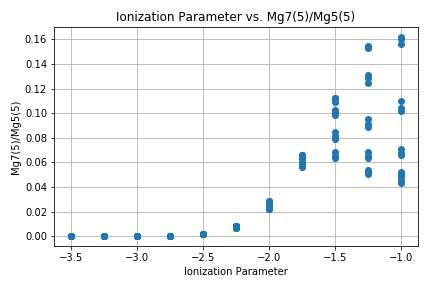 Ionization Parameter vs. Mg7(5)/Mg5(5)
Mg7(5)/Mg5(5)
0.16
0.14
0.12
0.10
0.08
0.06
0.04
0.02
0.00
−3.5 −3.0 −2.5 −2.0 −1.5 −1.0
Ionization Parameter